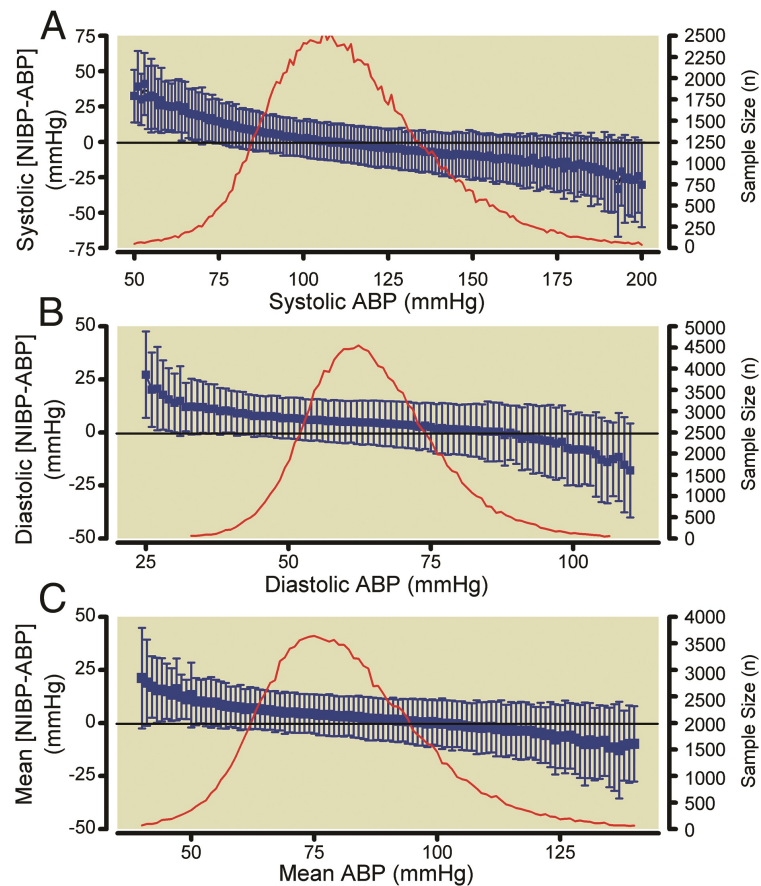 A
Systolic [NIBP-ABP]
(mmHg)
75
50
25
0
-25
-50
-75
2500
2250
2000
1750
1500
1250
1000
750
500
250
0
Sample Size (n)
50 75 100 125 150 175 200
Systolic ABP (mmHg)
B
Diastolic [NIBP-ABP]
(mmHg)
50
25
0
-25
-50
5000
4500
4000
3500
3000
2500
2000
1500
1000
500
0
Sample Size (n)
25 50 75 100
Diastolic ABP (mmHg)
C
Mean [NIBP-ABP]
(mmHg)
50
25
0
-25
-50
4000
3500
3000
2500
2000
1500
1000
500
0
Sample Size (n)
50 75 100 125
Mean ABP (mmHg)